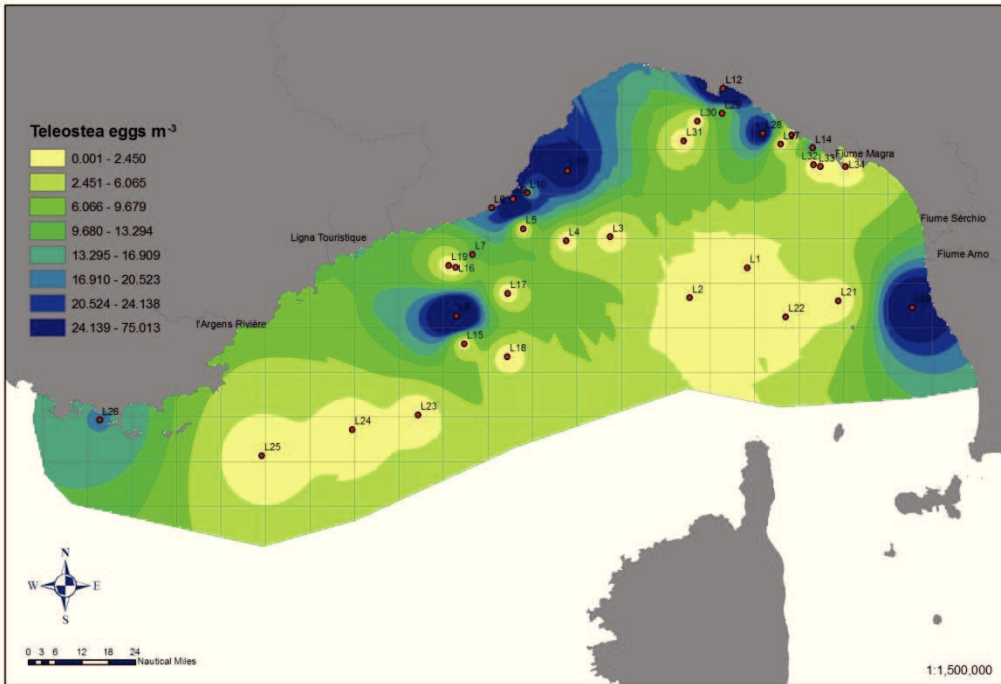 Teleostea eggs m-3
0.001 - 2.450
2.451 - 6.065
6.066 - 9.679
9.680 - 13.294
13.295 - 16.909
16.910 - 20.523
20.524 - 24.138
24.139 - 75.013
L12
L29
L30
L31
L28
L14
L32
L33
Fiume Magra
L34
L10
L5
L4
L3
Ligna Touristique
L7
L19
L16
L17
L1
L2
L21
L22
Fiume Sérchio
Fiume Arno
l'Argens Rivière
L15
L18
L26
L23
L24
L25
N
W
E
S
0 3 6 12 18 24
Nautical Miles
1:1,500,000